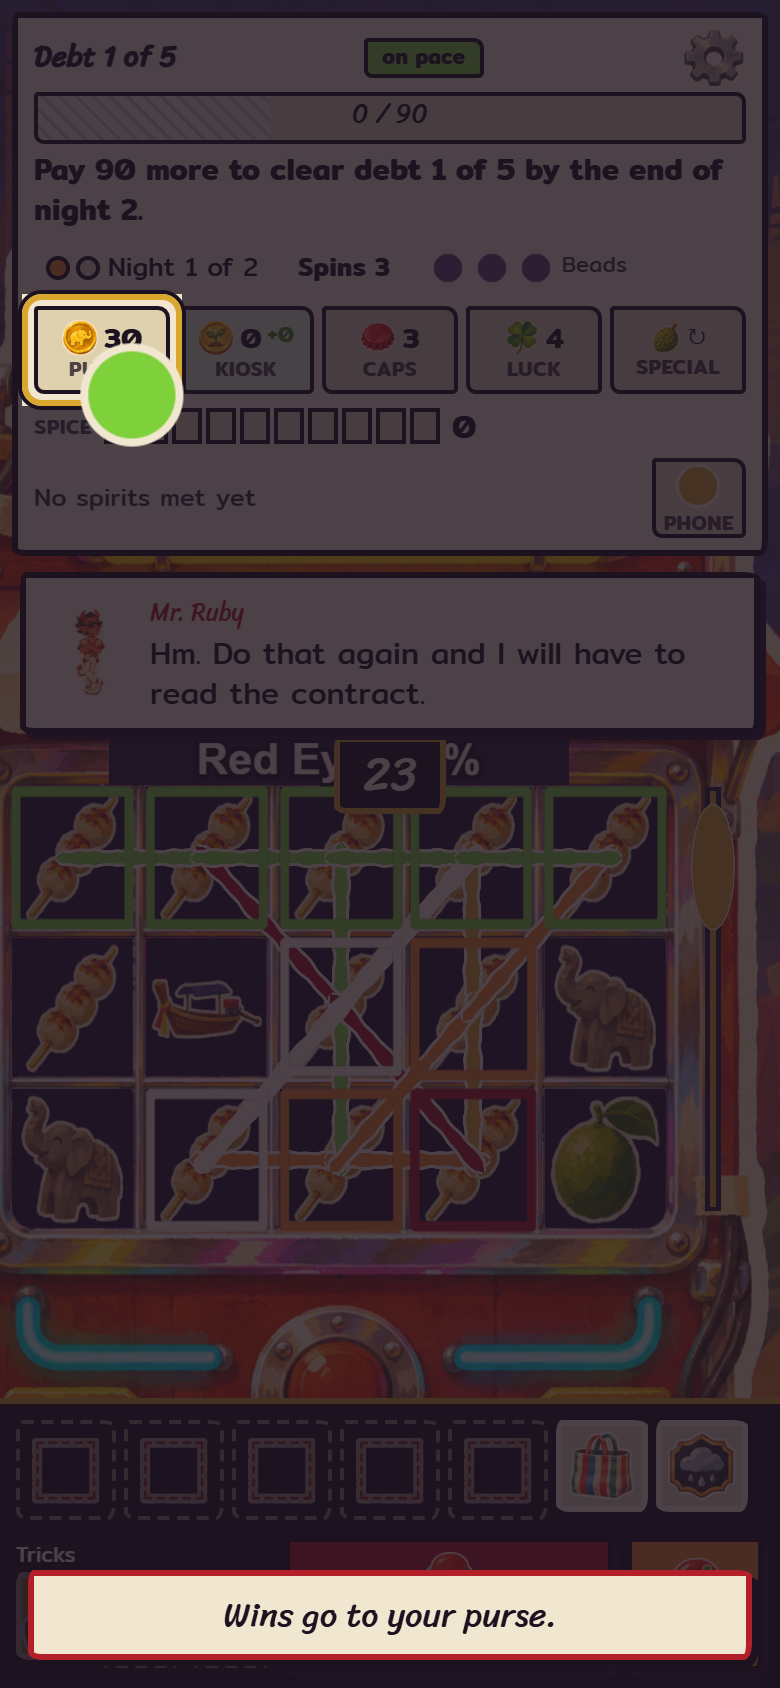 Debt 1 of 5
on pace
0 / 90
Pay 90 more to clear debt 1 of 5 by the end of
night 2.
Night 1 of 2 Spins 3 Beads
30 0 +0 3 4
KIOSK CAPS LUCK SPECIAL
SPICE 0
No spirits met yet
PHONE
Mr. Ruby
Hm. Do that again and I will have to
read the contract.
Red %
23
Tricks
Wins go to your purse.